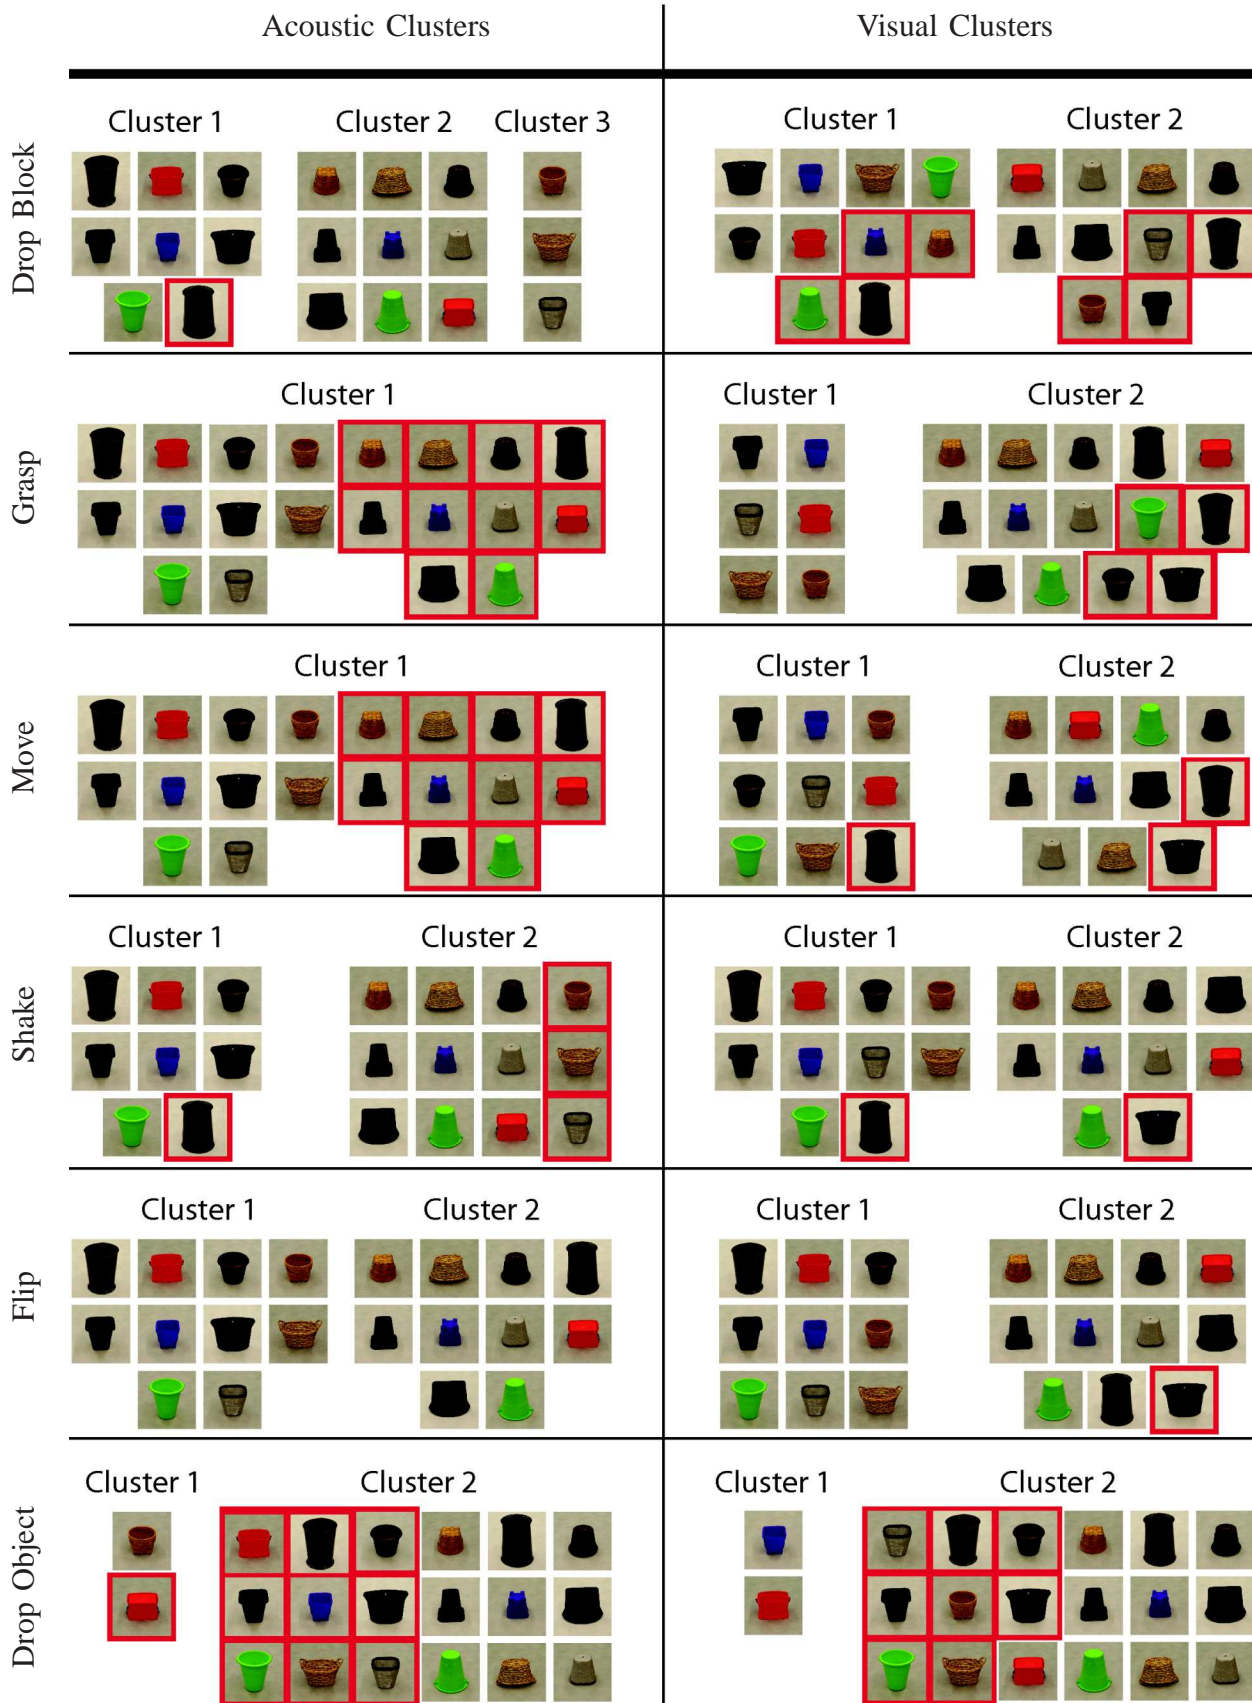 Acoustic Clusters
Visual Clusters
Drop Block
Cluster 1
Cluster 2
Cluster 3
Cluster 1
Cluster 2
Grasp
Cluster 1
Cluster 1
Cluster 2
Move
Cluster 1
Cluster 1
Cluster 2
Shake
Cluster 1
Cluster 2
Cluster 1
Cluster 2
Flip
Cluster 1
Cluster 2
Cluster 1
Cluster 2
Drop Object
Cluster 1
Cluster 2
Cluster 1
Cluster 2